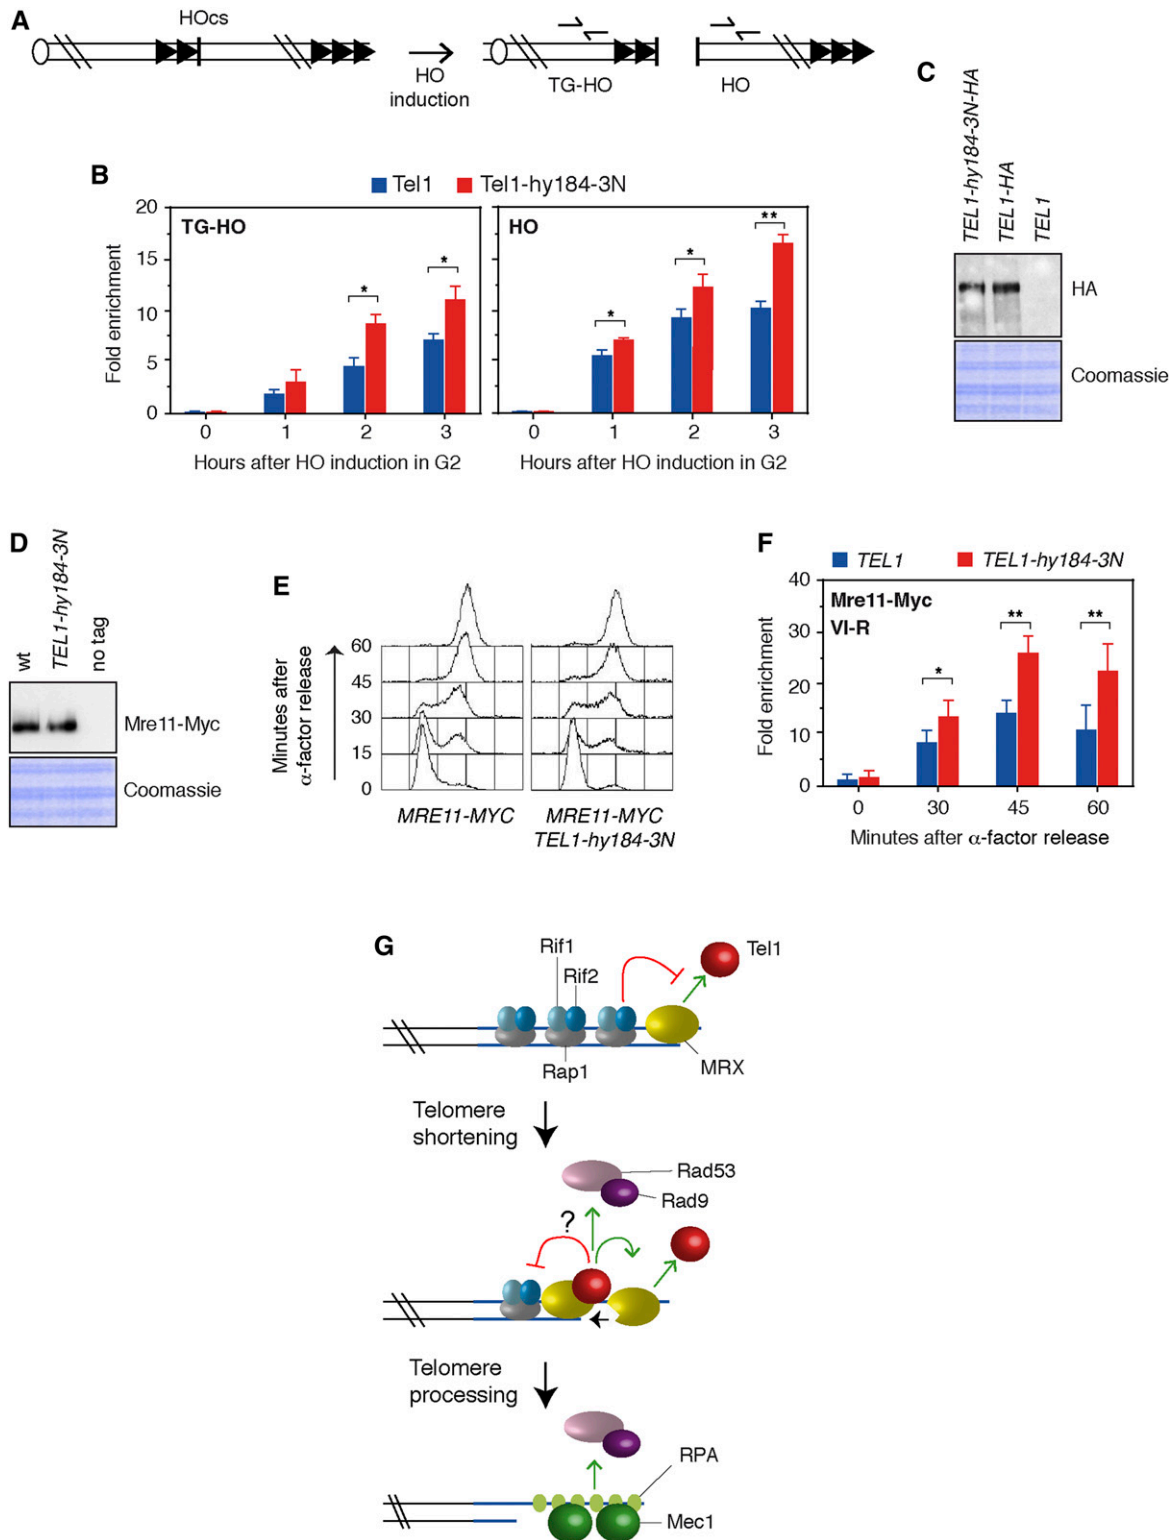 A
HOcs
HO
induction
TG-HO
HO
B
Tel1
Tel1-hy184-3N
TG-HO
HO
Fold enrichment
20
15
10
5
0
*
*
*
*
**
0 1 2 3
0 1 2 3
Hours after HO induction in G2
Hours after HO induction in G2
C
TEL1-hy184-3N-HA
TEL1-HA
TEL1
HA
Coomassie
D
wt
TEL1-hy184-3N
no tag
Mre11-Myc
Coomassie
E
Minutes after
α-factor release
60
45
30
15
0
MRE11-MYC
MRE11-MYC
TEL1-hy184-3N
F
TEL1
TEL1-hy184-3N
Mre11-Myc
VI-R
Fold enrichment
40
30
20
10
0
*
**
**
0 30 45 60
Minutes after α-factor release
G
Rif1
Rif2
Tel1
Rap1
MRX
Telomere
shortening
Rad53
Rad9
?
Telomere
processing
RPA
Mec1